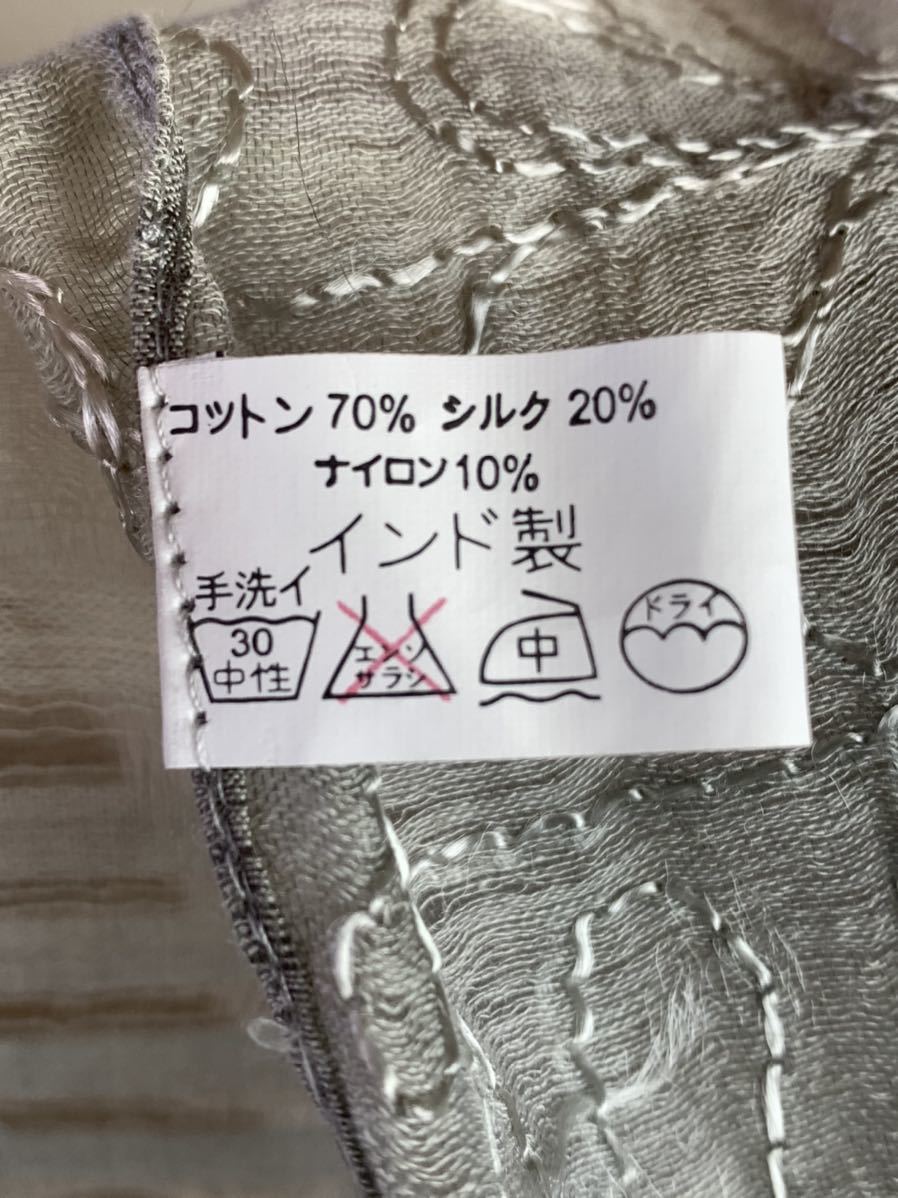 コットン 70% シルク 20%
ナイロン10%
インド製
手洗イ
30
中性
エンソ
サラシ
中
ドライ